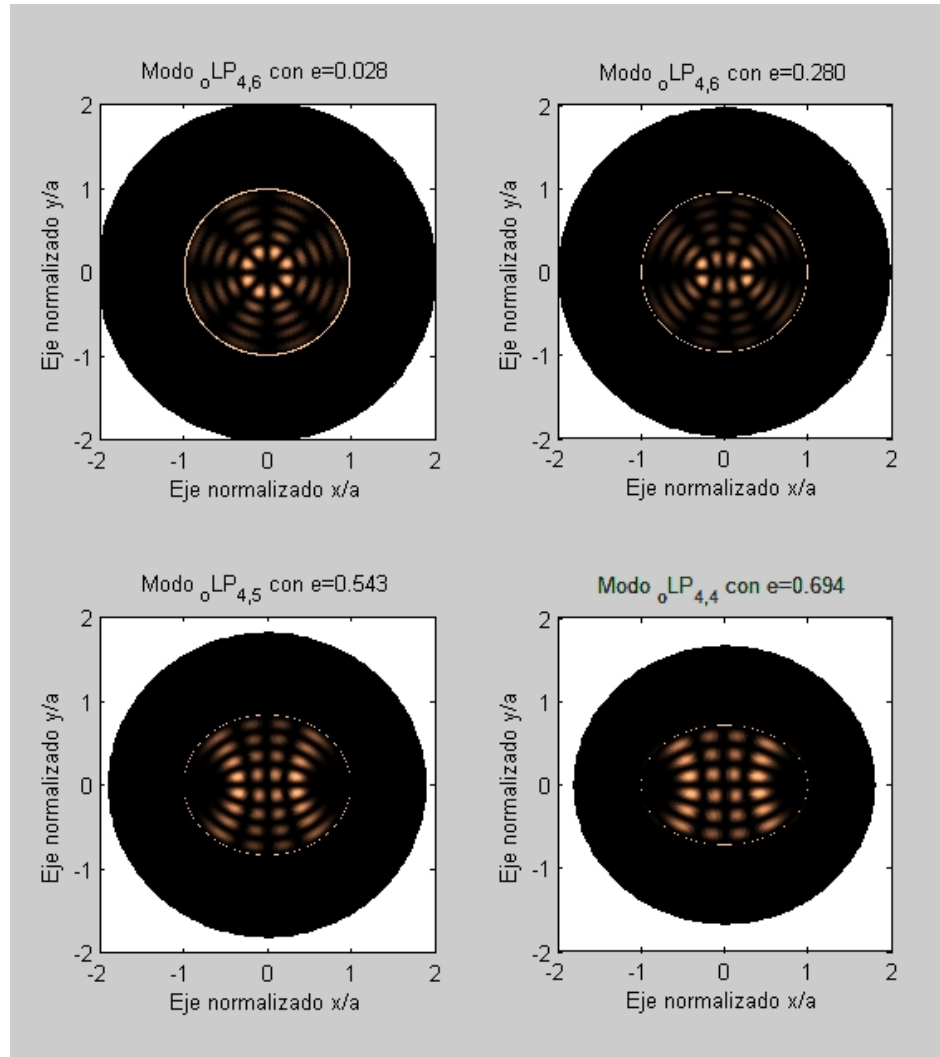 Modo oLP4,6 con e=0.028
Modo oLP4,6 con e=0.280
2
1
0
-1
-2
-2 -1 0 1 2
Eje normalizado y/a
Eje normalizado x/a
2
1
0
-1
-2
-2 -1 0 1 2
Eje normalizado y/a
Eje normalizado x/a
Modo oLP4,5 con e=0.543
Modo oLP4,4 con e=0.694
2
1
0
-1
-2
-2 -1 0 1 2
Eje normalizado y/a
Eje normalizado x/a
2
1
0
-1
-2
-2 -1 0 1 2
Eje normalizado y/a
Eje normalizado x/a